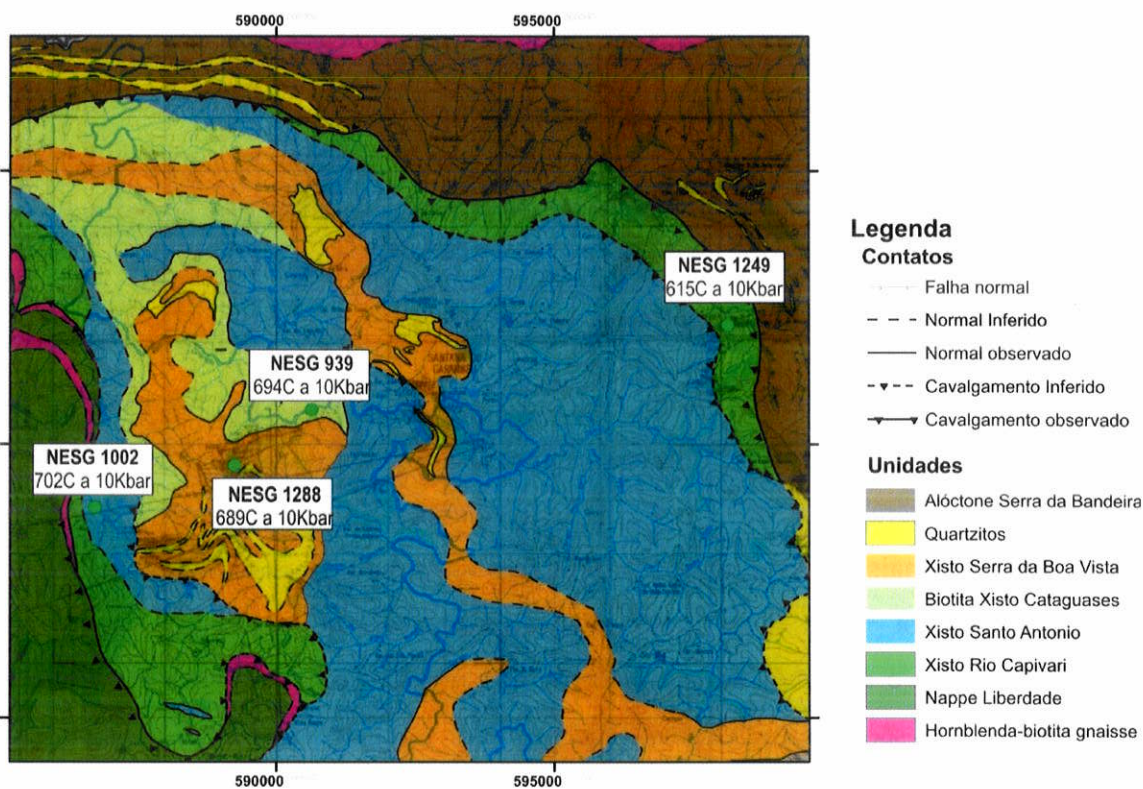 590000
595000
NESG 1249
615C a 10Kbar
NESG 939
694C a 10Kbar
SANTANA
NESG 1002
702C a 10Kbar
NESG 1288
689C a 10Kbar
590000
595000
Legenda
Contatos
Falha normal
Normal Inferido
Normal observado
Cavalgamento Inferido
Cavalgamento observado
Unidades
Alóctone Serra da Bandeira
Quartzitos
Xisto Serra da Boa Vista
Biotita Xisto Cataguases
Xisto Santo Antonio
Xisto Rio Capivari
Nappe Liberdade
Hornblenda-biotita gnaisse